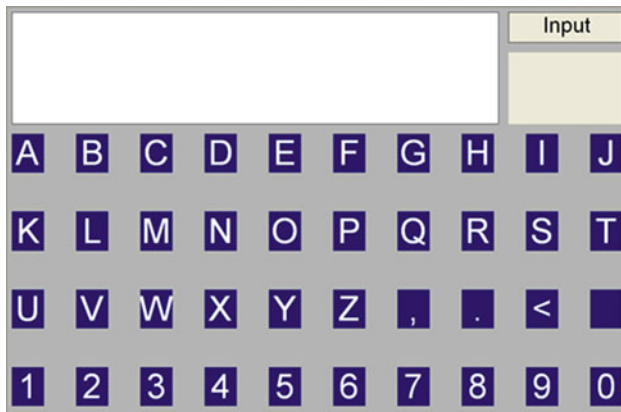 Input
A B C D E F G H I J
K L M N O P Q R S T
U V W X Y Z , . <
1 2 3 4 5 6 7 8 9 0